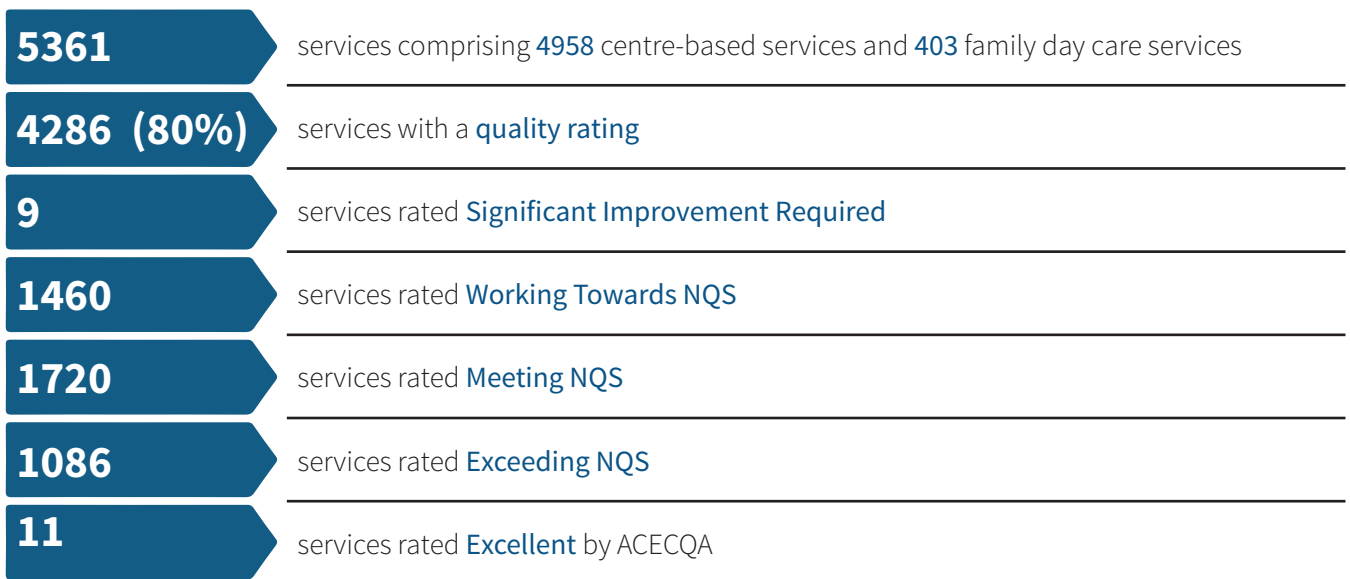 5361 services comprising 4958 centre-based services and 403 family day care services
4286 (80%) services with a quality rating
9 services rated Significant Improvement Required
1460 services rated Working Towards NQS
1720 services rated Meeting NQS
1086 services rated Exceeding NQS
11 services rated Excellent by ACECQA